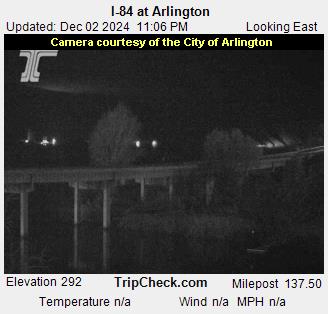 I-84 at Arlington
Updated: Dec 02 2024 11:06 PM Looking East
Camera courtesy of the City of Arlington
Elevation 292 TripCheck.com Milepost 137.50
Temperature n/a Wind n/a MPH n/a